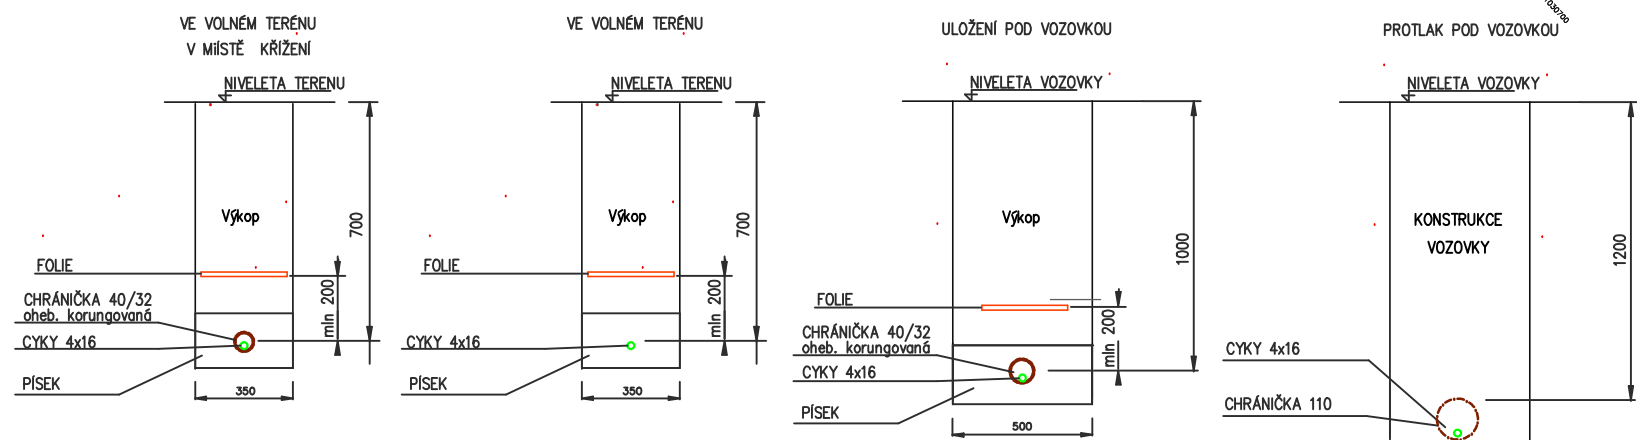 VE VOLNÉM TERÉNU
V MíÍSTĚ KŘÍŽENÍ
NIVELETA TERENU
Výkop
700
FOLIE
200
min
CHRÁNIČKA 40/32
oheb. korungovaná
CYKY 4x16
PÍSEK
350
VE VOLNÉM TERÉNU
NIVELETA TERENU
Výkop
700
FOLIE
200
min
CYKY 4x16
PÍSEK
350
ULOŽENÍ POD VOZOVKOU
NIVELETA VOZOVKY
Výkop
1000
FOLIE
200
min
CHRÁNIČKA 40/32
oheb. korungovaná
CYKY 4x16
PÍSEK
500
PROTLAK POD VOZOVKOU
NIVELETA VOZOVKY
KONSTRUKCE
VOZOVKY
1200
CYKY 4x16
CHRÁNIČKA 110